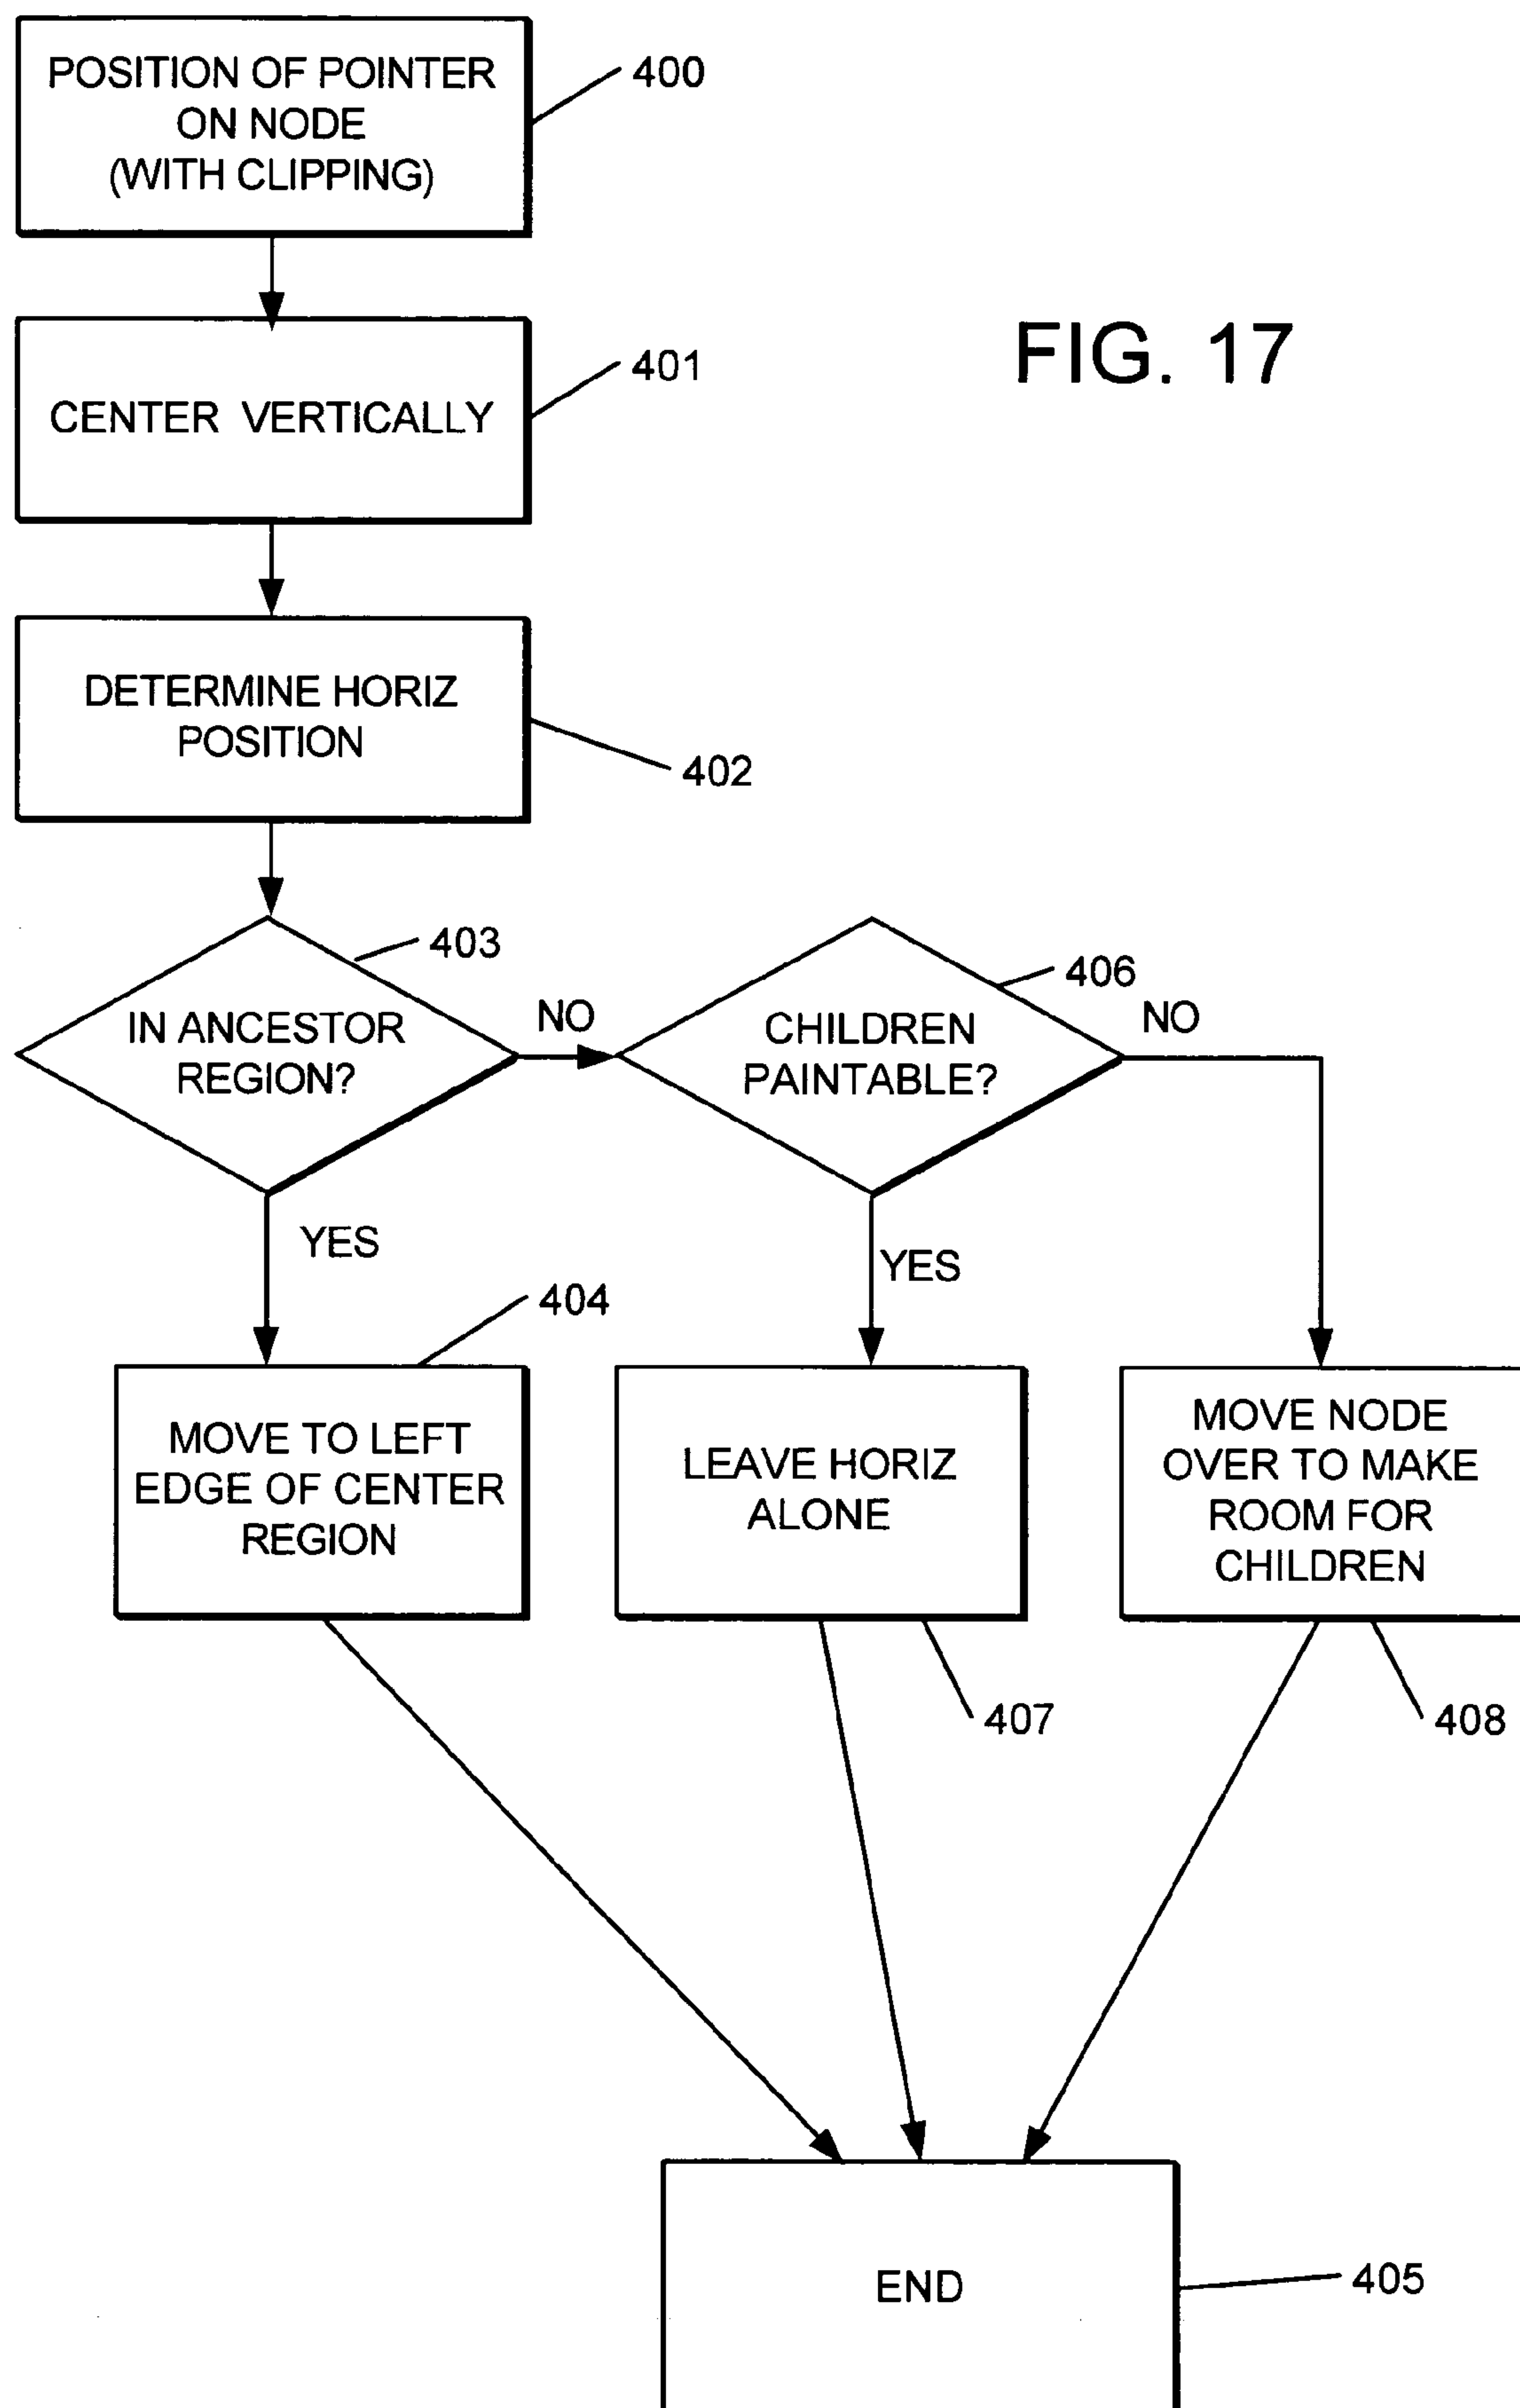 POSITION OF POINTER
ON NODE
(WITH CLIPPING)
400
FIG. 17
CENTER VERTICALLY
401
DETERMINE HORIZ
POSITION
402
IN ANCESTOR
REGION?
403
NO
CHILDREN
PAINTABLE?
406
NO
YES
YES
404
MOVE TO LEFT
EDGE OF CENTER
REGION
LEAVE HORIZ
ALONE
407
MOVE NODE
OVER TO MAKE
ROOM FOR
CHILDREN
408
END
405